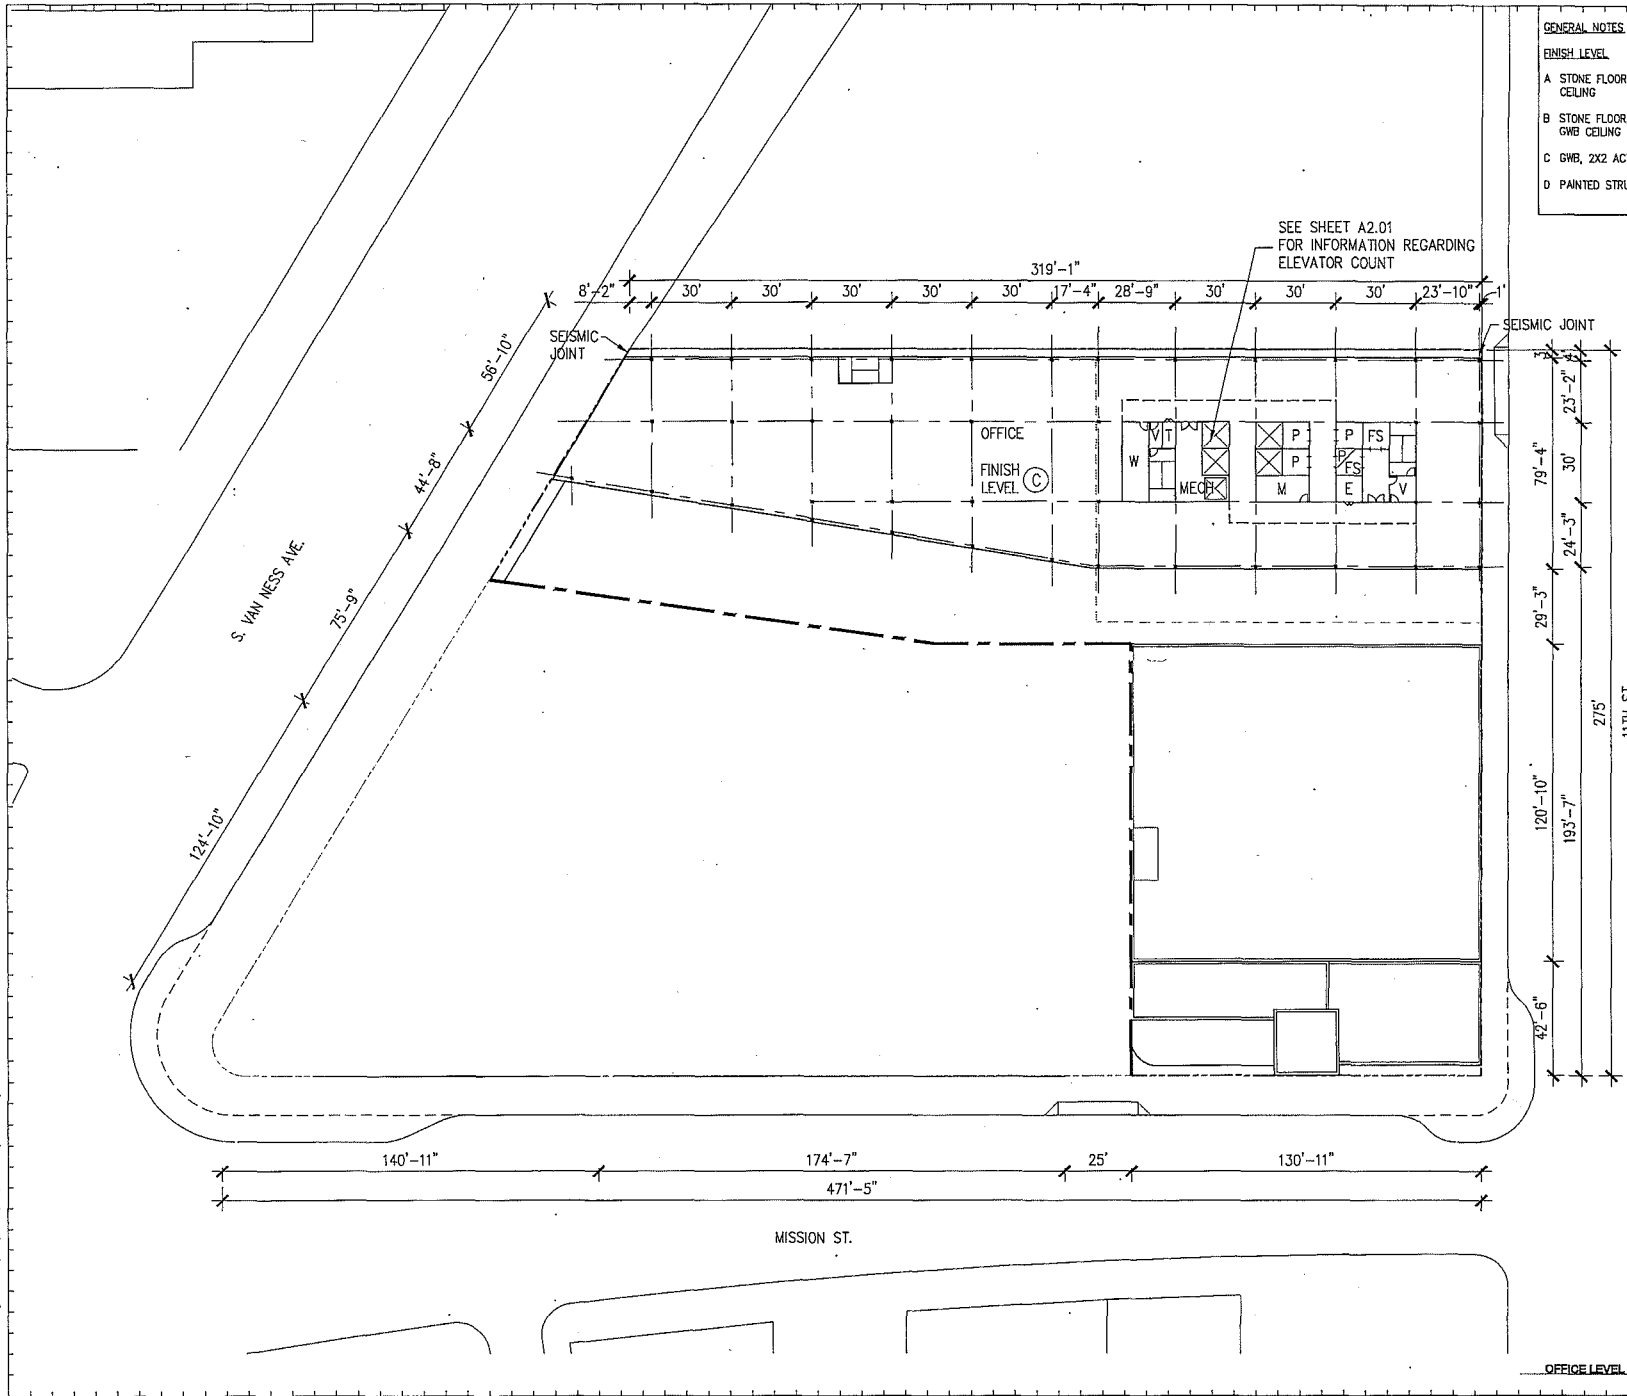 GENERAL NOTES
FINISH LEVEL
A STONE FLOOR
CEILING
B STONE FLOOR
GWB CEILING
C GWB, 2X2
D PAINTED
SEE SHEET A2.01
FOR INFORMATION REGARDING
ELEVATOR COUNT
319'-1"
8'-2" 30' 30' 30' 30' 30' 17'-4" 28'-9" 30' 30' 30' 23'-10" 1'
SEISMIC JOINT
SEISMIC
JOINT
56'-10"
44'-8"
75'-9"
124'-10"
S. VAN NESS AVE.
OFFICE
FINISH
LEVEL C
W V T P P FS
P P FS
MECH M E V
3' 4'
23'-2"
79'-4" 30'
24'-3"
29'-3"
275'
11TH ST.
120'-10"
193'-7"
42'-6"
140'-11" 174'-7" 25' 130'-11"
471'-5"
MISSION ST.
OFFICE LEVEL